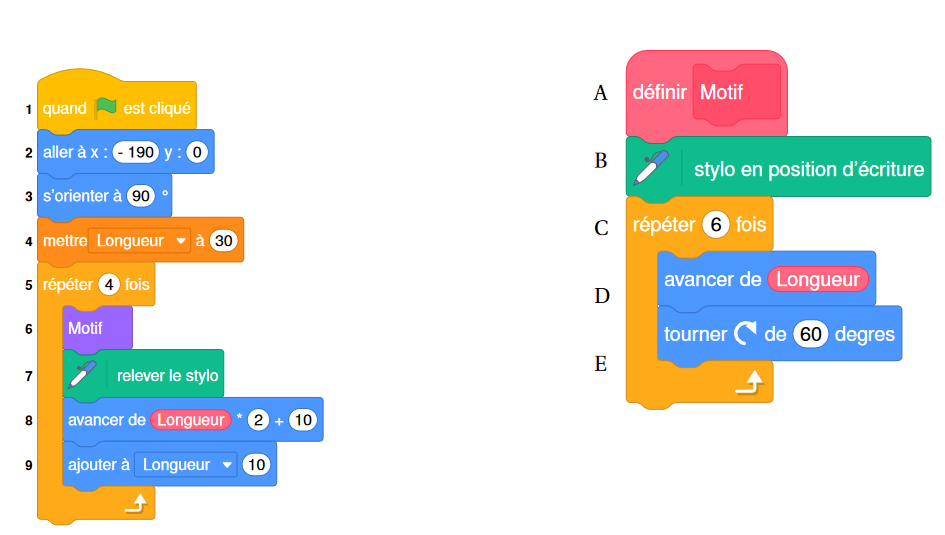 1 quand est cliqué
2 aller à x : - 190 y : 0
3 s'orienter à 90 °
4 mettre Longueur à 30
5 répéter 4 fois
6 Motif
7 relever le stylo
8 avancer de Longueur * 2 + 10
9 ajouter à Longueur 10
A définir Motif
B stylo en position d'écriture
C répéter 6 fois
avancer de Longueur
D
tourner de 60 degres
E